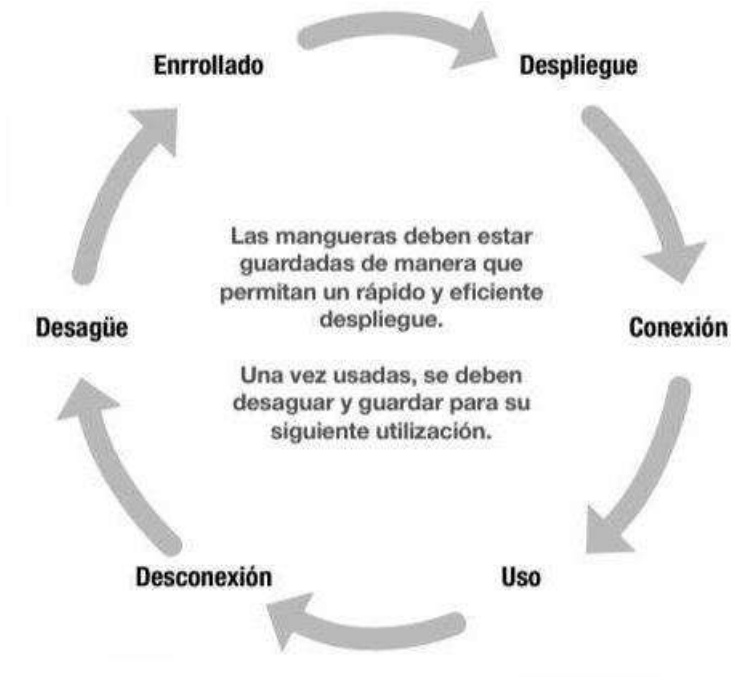 Enrrollado
Despliegue
Las mangueras deben estar
guardadas de manera que
permitan un rápido y eficiente
despliegue.
Desagüe
Conexión
Una vez usadas, se deben
desaguar y guardar para su
siguiente utilización.
Desconexión
Uso